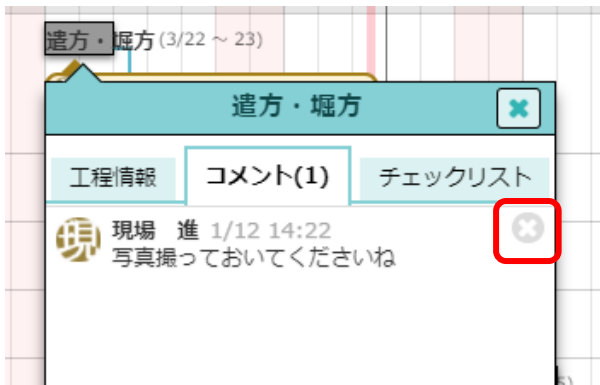 遣方・堀方 (3/22 ~ 23)
遣方・堀方
工程情報 コメント(1) チェックリスト
現 現場 進 1/12 14:22
写真撮っておいてくださいね